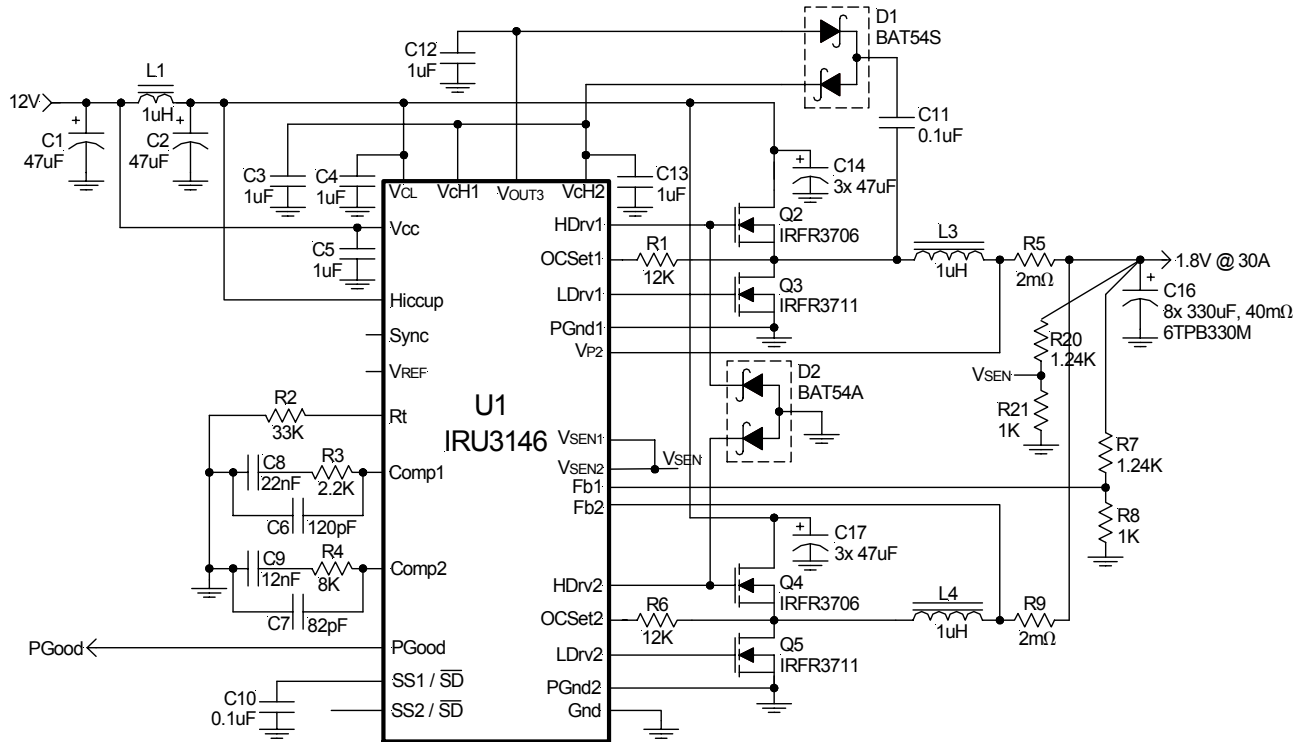 D1
BAT54S
C12
1uF
L1
12V
1uH
C11
0.1uF
C1
47uF
C2
47uF
C3
1uF
C4
1uF
C13
1uF
C14
3x 47uF
VCL
VcH1
VOUT3
VcH2
Vcc
HDrv1
Q2
IRFR3706
C5
1uF
OCSet1
R1
12K
L3
1uH
R5
2mΩ
1.8V @ 30A
Hiccup
LDrv1
Q3
IRFR3711
C16
8x 330uF, 40mΩ
6TPB330M
Sync
PGnd1
VP2
R20
1.24K
VREF
D2
BAT54A
VSEN
R2
33K
Rt
U1
IRU3146
R21
1K
C8
22nF
R3
2.2K
Comp1
VSEN1
VSEN2
VSEN
R7
1.24K
Fb1
Fb2
C6
120pF
R8
1K
C9
12nF
R4
8K
Comp2
C17
3x 47uF
HDrv2
Q4
IRFR3706
C7
82pF
OCSet2
R6
12K
L4
1uH
R9
2mΩ
PGood
PGood
LDrv2
Q5
IRFR3711
SS1 / SD
PGnd2
C10
0.1uF
SS2 / SD
Gnd